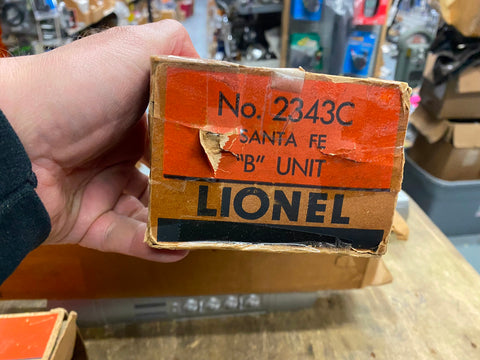 No. 2343C
SANTA FE
"B" UNIT
LIONEL